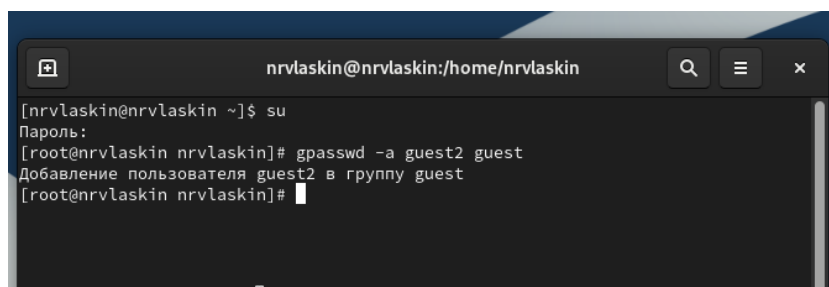 nrvlaskin@nrvlaskin:/home/nrvlaskin
[nrvlaskin@nrvlaskin ~]$ su
Пароль:
[root@nrvlaskin nrvlaskin]# gpasswd -a guest2 guest
Добавление пользователя guest2 в группу guest
[root@nrvlaskin nrvlaskin]#